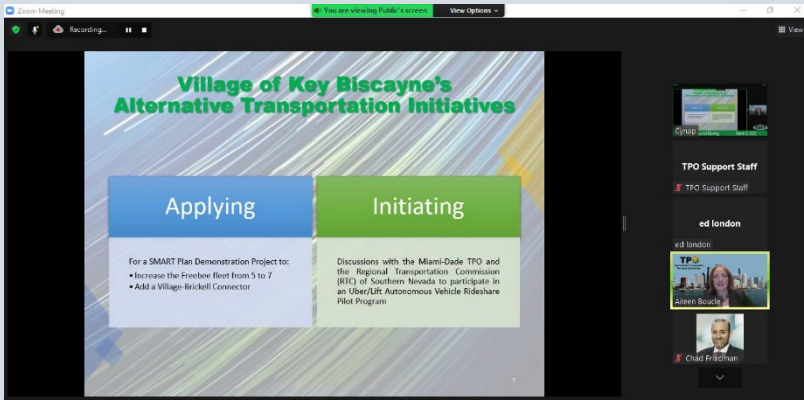 Zoom Meeting
You are viewing Public's screen
View Options
Recording...
View
Village of Key Biscayne's
Alternative Transportation Initiatives
Applying
For a SMART Plan Demonstration Project to:
• Increase the Freebee fleet from 5 to 7
• Add a Village-Brickell Connector
Initiating
Discussions with the Miami-Dade TPO and
the Regional Transportation Commission
(RTC) of Southern Nevada to participate in
an Uber/Lift Autonomous Vehicle Rideshare
Pilot Program
7
Cynap
TPO Support Staff
TPO Support Staff
ed london
ed london
TPO
Aileen Boucle
Chad Friedman